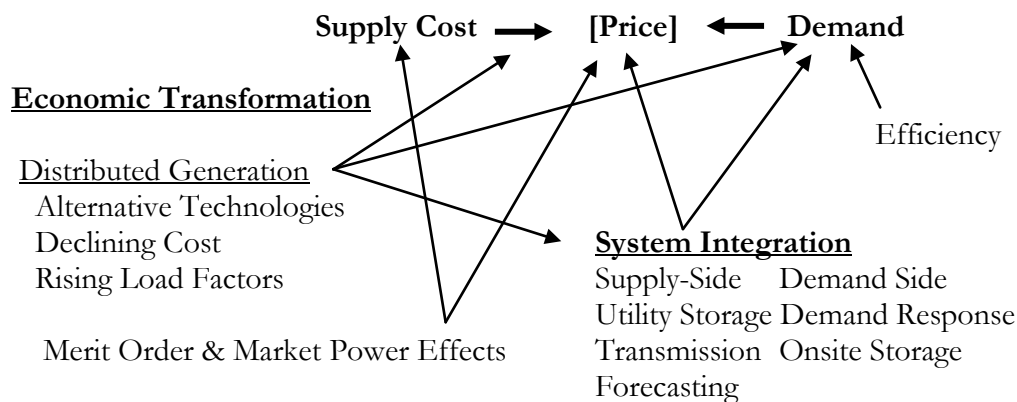 Supply Cost [Price] Demand
Economic Transformation
Efficiency
Distributed Generation
Alternative Technologies
Declining Cost
Rising Load Factors
Merit Order & Market Power Effects
System Integration
Supply-Side Demand Side
Utility Storage Demand Response
Transmission Onsite Storage
Forecasting